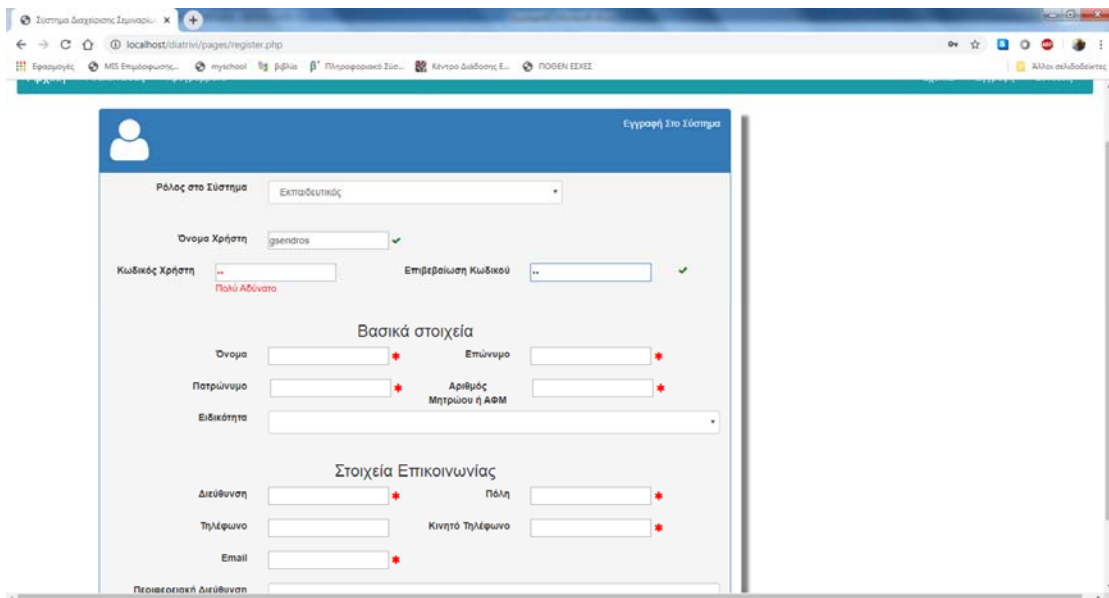 Σύστημα Διαχείρισης Σεμιναρίω
localhost/diatrivi/pages/register.php
Εφαρμογές MIS Επιμόρφωσης... myschool βιβλία Πληροφοριακό Σύσ... Κέντρο Διάδοσης Ε... ΠΟΘΕΝ ΕΣΧΕΣ Άλλοι σελιδοδείκτες
Εγγραφή Στο Σύστημα
Ρόλος στο Σύστημα Εκπαιδευτικός
Όνομα Χρήστη gsendros
Κωδικός Χρήστη •• Επιβεβαίωση Κωδικού ••
Πολύ Αδύνατο
Βασικά στοιχεία
Όνομα * Επώνυμο *
Πατρώνυμο * Αριθμός
Μητρώου ή ΑΦΜ *
Ειδικότητα
Στοιχεία Επικοινωνίας
Διεύθυνση * Πόλη *
Τηλέφωνο Κινητό Τηλέφωνο *
Email *
Περιφερειακή Διεύθυνση